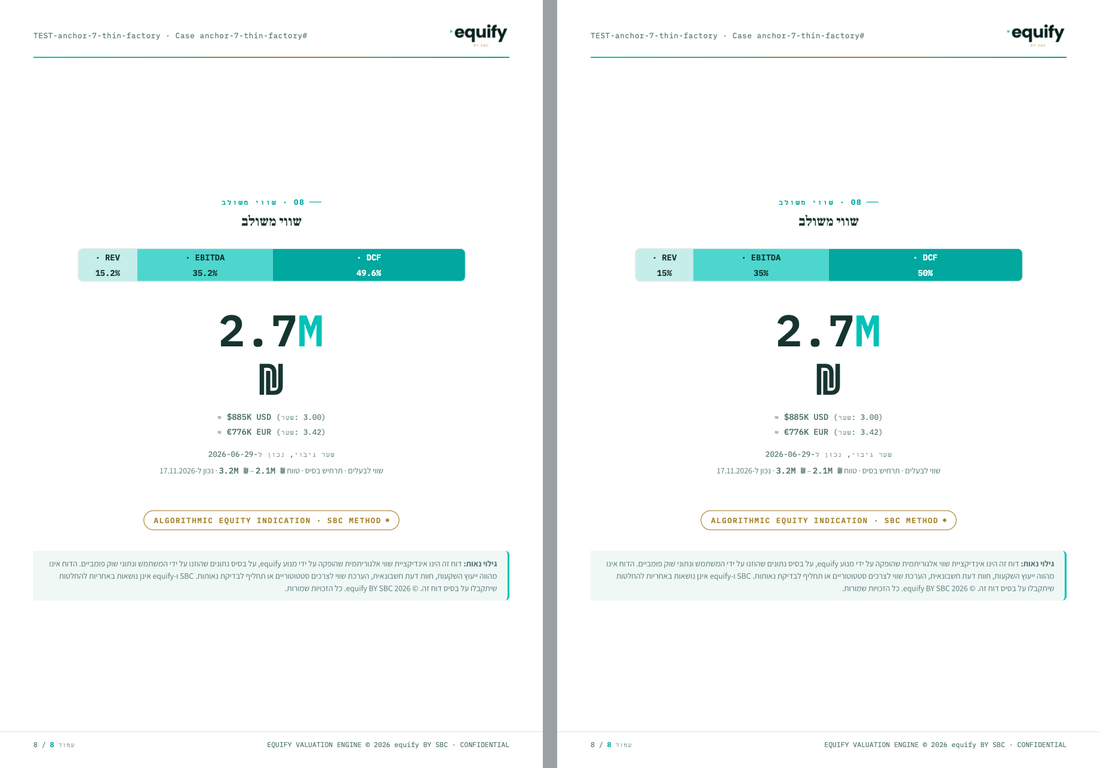 TEST-anchor-7-thin-factory · Case anchor-7-thin-factory#
equify
BY SBC
08 · שווי משולב
שווי משולב
· REV · EBITDA · DCF
15.2% 35.2% 49.6%
2.7M
₪
≈ $885K USD (שער: 3.00)
≈ €776K EUR (שער: 3.42)
שער גיבוי, נכון ל-2026-06-29
שווי לבעלים · תרחיש בסיס · טווח ₪ 2.1M – ₪ 3.2M · נכון ל-17.11.2026
ALGORITHMIC EQUITY INDICATION · SBC METHOD •
גילוי נאות: דוח זה הינו אינדיקציית שווי אלגוריתמית שהופקה על ידי מנוע equify, על בסיס נתונים שהוזנו על ידי המשתמש ונתוני שוק פומביים. הדוח אינו
מהווה ייעוץ השקעות, חוות דעת חשבונאית, הערכת שווי לצרכים סטטוטוריים או תחליף לבדיקת נאותות. SBC ו-equify אינן נושאות באחריות להחלטות
שיתקבלו על בסיס דוח זה. © 2026 equify BY SBC. כל הזכויות שמורות.
עמוד 8 / 8
EQUIFY VALUATION ENGINE © 2026 equify BY SBC · CONFIDENTIAL
TEST-anchor-7-thin-factory · Case anchor-7-thin-factory#
equify
BY SBC
08 · שווי משולב
שווי משולב
· REV · EBITDA · DCF
15% 35% 50%
2.7M
₪
≈ $885K USD (שער: 3.00)
≈ €776K EUR (שער: 3.42)
שער גיבוי, נכון ל-2026-06-29
שווי לבעלים · תרחיש בסיס · טווח ₪ 2.1M – ₪ 3.2M · נכון ל-17.11.2026
ALGORITHMIC EQUITY INDICATION · SBC METHOD •
גילוי נאות: דוח זה הינו אינדיקציית שווי אלגוריתמית שהופקה על ידי מנוע equify, על בסיס נתונים שהוזנו על ידי המשתמש ונתוני שוק פומביים. הדוח אינו
מהווה ייעוץ השקעות, חוות דעת חשבונאית, הערכת שווי לצרכים סטטוטוריים או תחליף לבדיקת נאותות. SBC ו-equify אינן נושאות באחריות להחלטות
שיתקבלו על בסיס דוח זה. © 2026 equify BY SBC. כל הזכויות שמורות.
עמוד 8 / 8
EQUIFY VALUATION ENGINE © 2026 equify BY SBC · CONFIDENTIAL